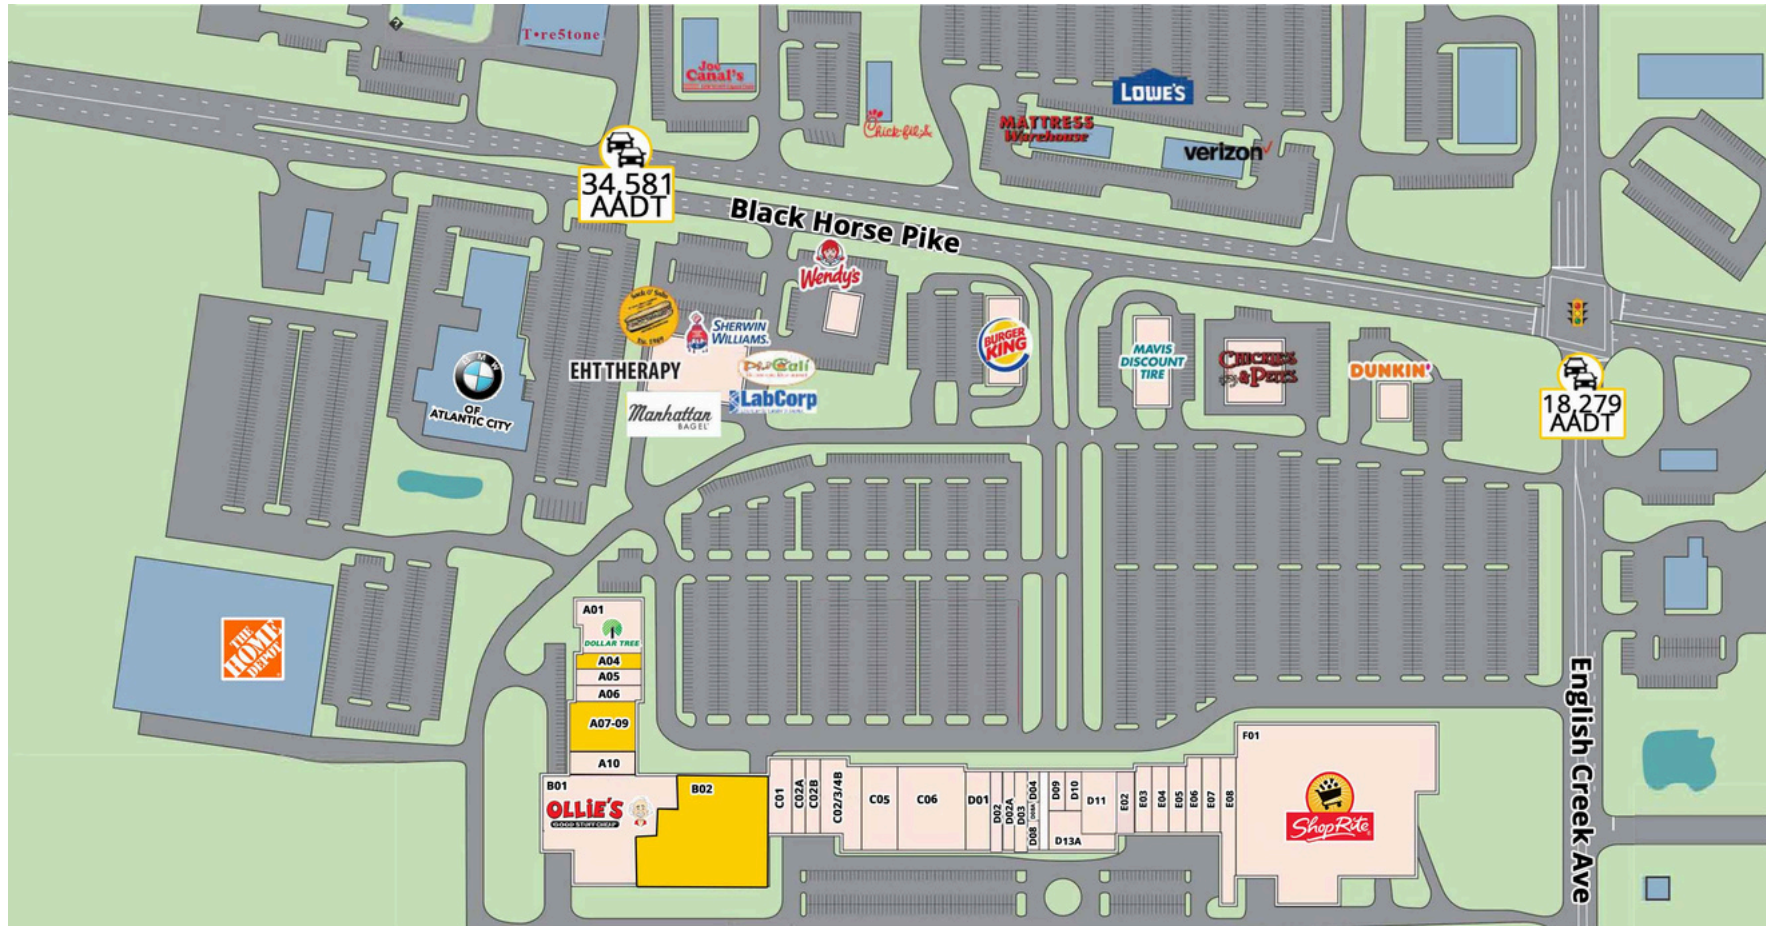 T•re5tone
Joe
Canal's
Chick-fil-A
LOWE'S
MATTRESS
Warehouse
verizon
34,581
AADT
Black Horse Pike
Wendy's
SHERWIN
WILLIAMS.
EHT THERAPY
LabCorp
Manhattan
BAGEL
BMW
OF
ATLANTIC CITY
BURGER
KING
MAVIS
DISCOUNT
TIRE
CHICKIE'S
& PETE'S
DUNKIN'
18,279
AADT
THE
HOME
DEPOT
A01
DOLLAR TREE
A04
A05
A06
A07-09
A10
B01
OLLIE'S
GOOD STUFF CHEAP
B02
C01
C02A
C02B
C02/3/4B
C05
C06
D01
D02
D02A
D03
D04
D08
D09
D10
D11
D13A
E02
E03
E04
E05
E06
E07
E08
F01
ShopRite
English Creek Ave